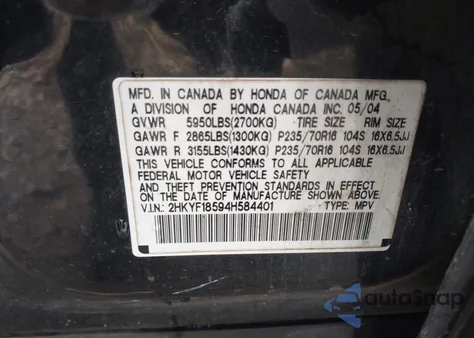 MFD. IN CANADA BY HONDA OF CANADA MFG.,
A DIVISION OF HONDA CANADA INC. 05/04
GVWR 5950LBS(2700KG) TIRE SIZE RIM SIZE
GAWR F 2865LBS(1300KG) P235/70R16 104S 16X6.5JJ
GAWR R 3155LBS(1430KG) P235/70R16 104S 16X6.5JJ
THIS VEHICLE CONFORMS TO ALL APPLICABLE
FEDERAL MOTOR VEHICLE SAFETY
AND THEFT PREVENTION STANDARDS IN EFFECT
ON THE DATE OF MANUFACTURE SHOWN ABOVE.
V.I.N.: 2HKYF18594H584401 TYPE: MPV
autoSnap